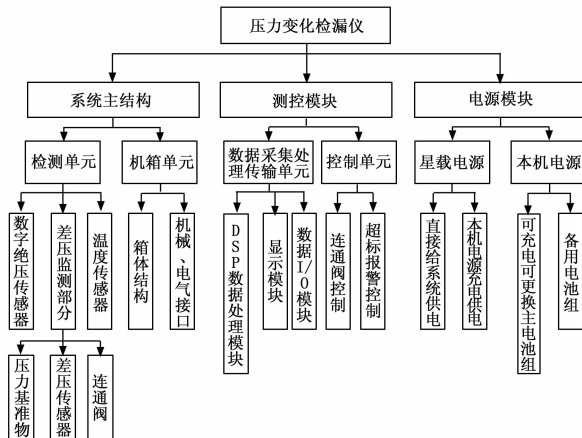 压力变化检漏仪
系统主结构
测控模块
电源模块
检测单元
机箱单元
数据采集处
理传输单元
控制单元
星载电源
本机电源
数字绝压传感器
差压监测部分
温度传感器
箱体结构
机械、电气接口
DSP数据处理模块
显示模块
数据I/O模块
连通阀控制
超标报警控制
直接给系统供电
本机电源充电供电
可充电可更换主电池组
备用电池组
压力基准物
差压传感器
连通阀